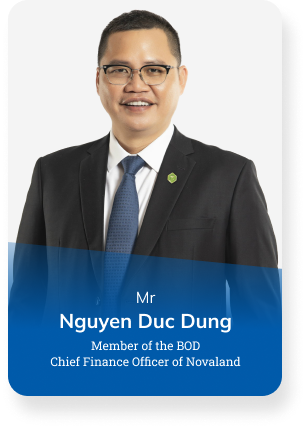 Mr
Nguyen Duc Dung
Member of the BOD
Chief Finance Officer of Novaland